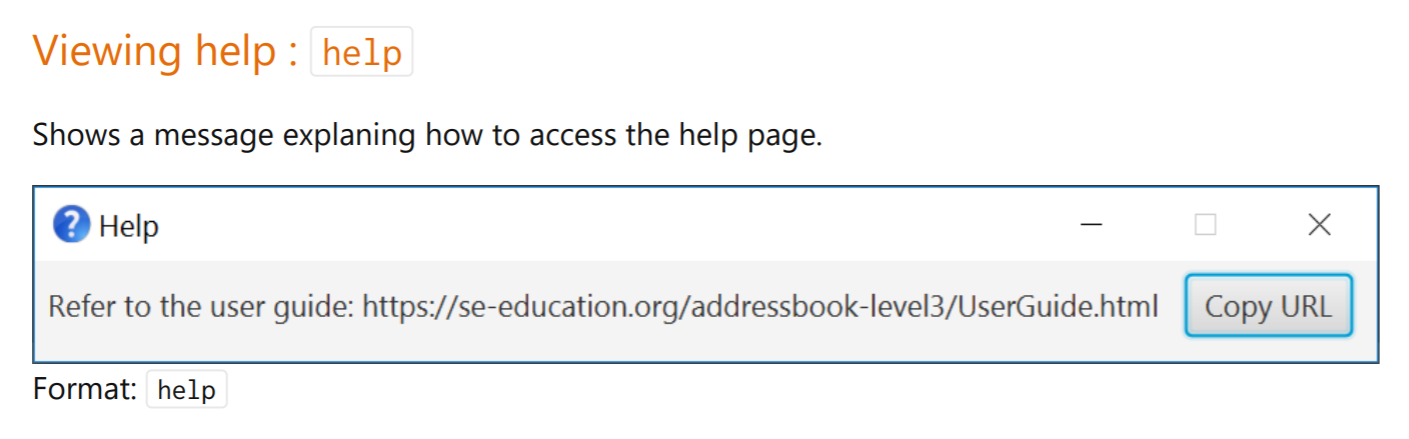 Viewing help : help
Shows a message explaning how to access the help page.
Help
Refer to the user guide: https://se-education.org/addressbook-level3/UserGuide.html Copy URL
Format: help